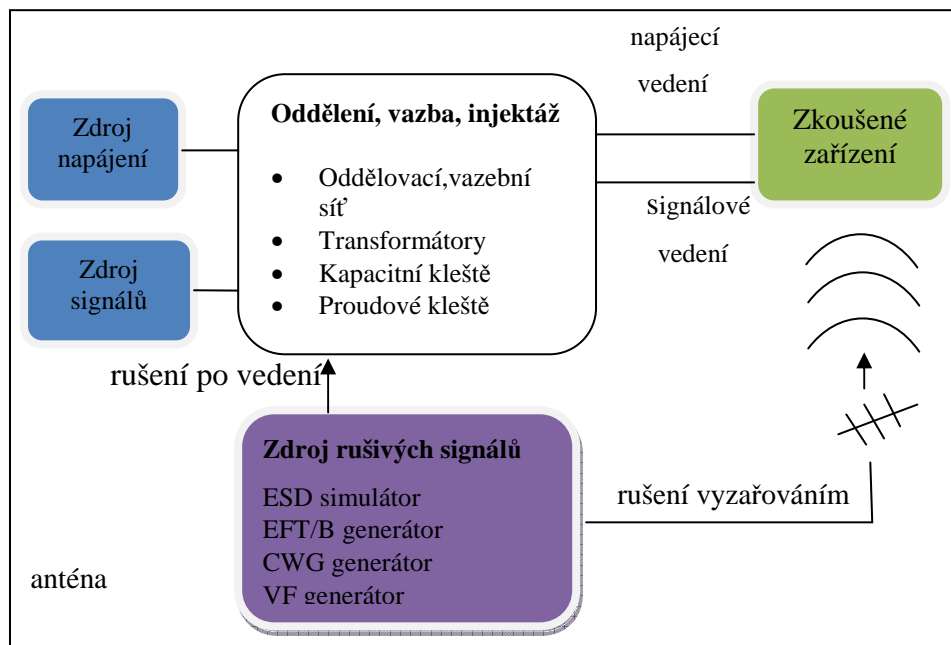 napájecí
vedení
Zdroj
napájení
Oddělení, vazba, injektáž
• Oddělovací,vazební
síť
• Transformátory
• Kapacitní kleště
• Proudové kleště
Zkoušené
zařízení
Signálové
vedení
Zdroj
signálů
rušení po vedení
Zdroj rušivých signálů
ESD simulátor
EFT/B generátor
CWG generátor
VF generátor
rušení vyzařováním
anténa